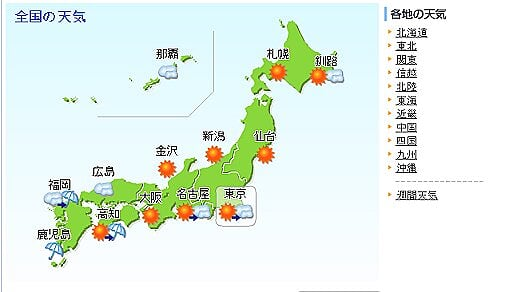 全国の天気
那覇
札幌
釧路
新潟
仙台
金沢
広島
福岡
高知
大阪
名古屋
東京
鹿児島
各地の天気
北海道
東北
関東
信越
北陸
東海
近畿
中国
四国
九州
沖縄
週間天気